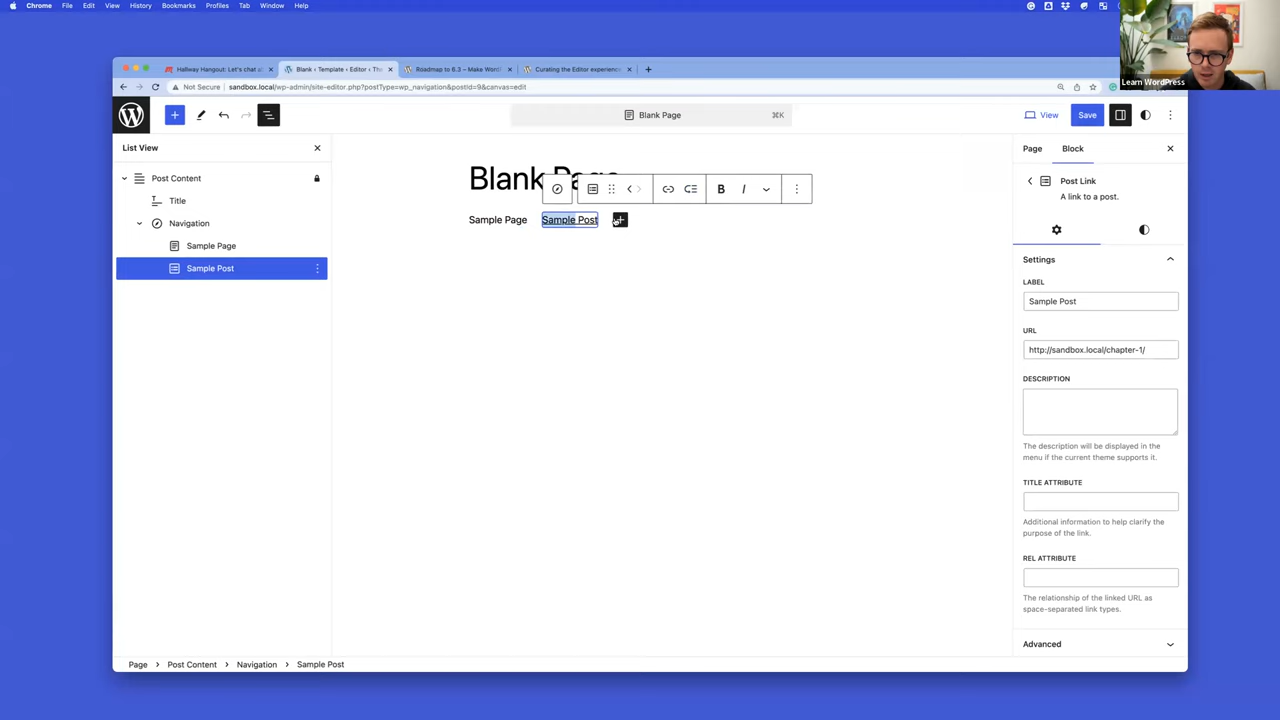 Chrome File Edit View History Bookmarks Profiles Tab Window Help
Learn WordPress
Hallway Hangout: Let's chat a
Blank ‹ Template ‹ Editor ‹ Th
Roadmap to 6.3 – Make Word
Curating the Editor experience
Not Secure sandbox.local/wp-admin/site-editor.php?postType=wp_navigation&postId=9&canvas=edit
Blank Page ⌘K
View
Save
List View
Page
Block
Post Content
Title
Navigation
Sample Page
Sample Post
Blank Page
B I
Sample Page Sample Post
Post Link
A link to a post.
Settings
LABEL
Sample Post
URL
http://sandbox.local/chapter-1/
DESCRIPTION
The description will be displayed in the
menu if the current theme supports it.
TITLE ATTRIBUTE
Additional information to help clarify the
purpose of the link.
REL ATTRIBUTE
The relationship of the linked URL as
space-separated link types.
Advanced
Page › Post Content › Navigation › Sample Post